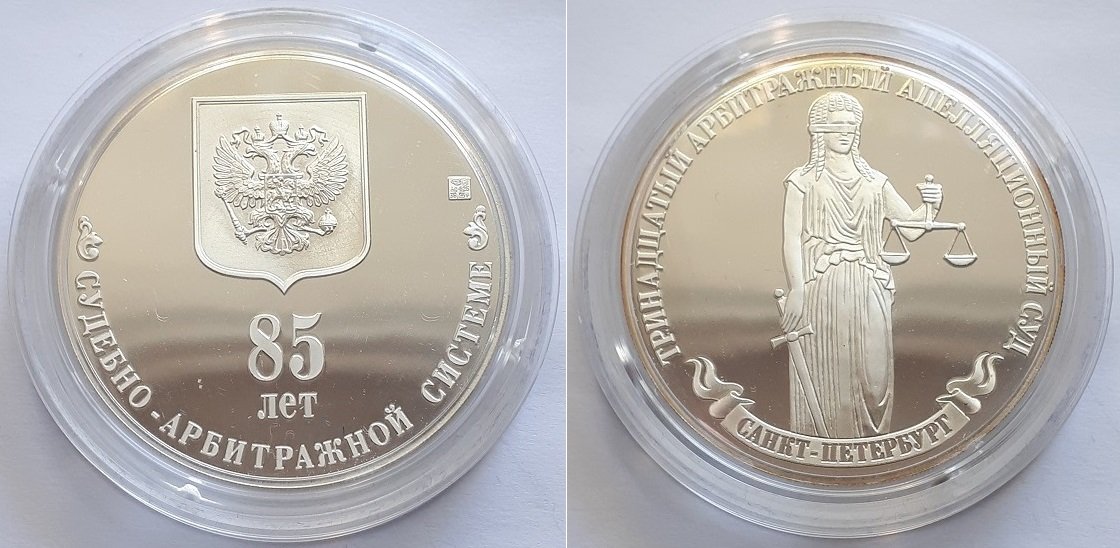 85
лет
СУДЕБНО-АРБИТРАЖНОЙ СИСТЕМЕ
ТРИНАДЦАТЫЙ АРБИТРАЖНЫЙ АПЕЛЛЯЦИОННЫЙ СУД
САНКТ-ПЕТЕРБУРГ